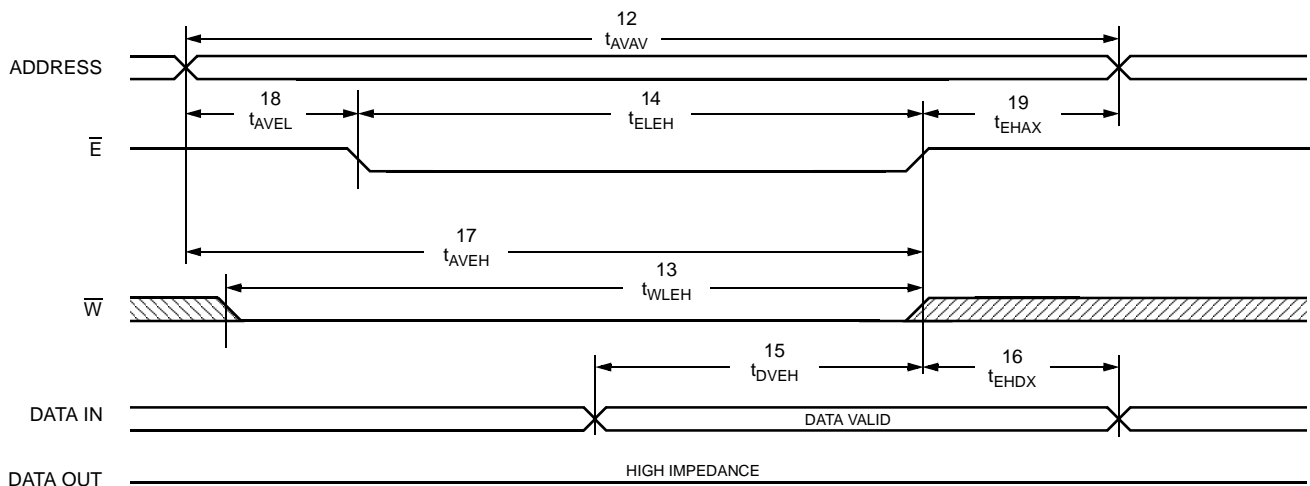 12
tAVAV
ADDRESS
18
tAVEL
14
tELEH
19
tEHAX
E̅
17
tAVEH
13
tWLEH
W̅
15
tDVEH
16
tEHDX
DATA IN
DATA VALID
DATA OUT
HIGH IMPEDANCE